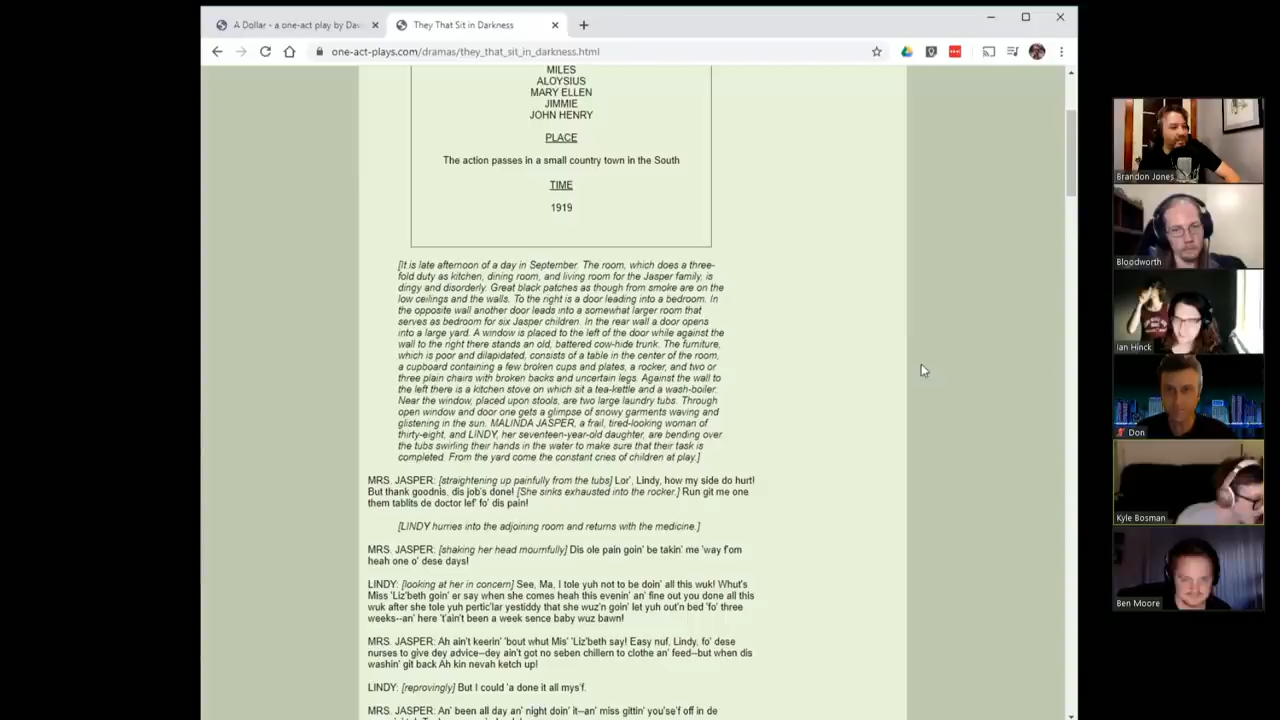 A Dollar - a one-act play by Dav
They That Sit in Darkness
one-act-plays.com/dramas/they_that_sit_in_darkness.html
MILES
ALOYSIUS
MARY ELLEN
JIMMIE
JOHN HENRY
PLACE
The action passes in a small country town in the South
TIME
1919
[It is late afternoon of a day in September. The room, which does a three-
fold duty as kitchen, dining room, and living room for the Jasper family, is
dingy and disorderly. Great black patches as though from smoke are on the
low ceilings and the walls. To the right is a door leading into a bedroom. In
the opposite wall another door leads into a somewhat larger room that
serves as bedroom for six Jasper children. In the rear wall a door opens
into a large yard. A window is placed to the left of the door while against the
wall to the right there stands an old, battered cow-hide trunk. The furniture,
which is poor and dilapidated, consists of a table in the center of the room,
a cupboard containing a few broken cups and plates, a rocker, and two or
three plain chairs with broken backs and uncertain legs. Against the wall to
the left there is a kitchen stove on which sit a tea-kettle and a wash-boiler.
Near the window, placed upon stools, are two large laundry tubs. Through
open window and door one gets a glimpse of snowy garments waving and
glistening in the sun. MALINDA JASPER, a frail, tired-looking woman of
thirty-eight, and LINDY, her seventeen-year-old daughter, are bending over
the tubs swirling their hands in the water to make sure that their task is
completed. From the yard come the constant cries of children at play.]
MRS. JASPER: [straightening up painfully from the tubs] Lor', Lindy, how my side do hurt!
But thank goodnis, dis job's done! [She sinks exhausted into the rocker.] Run git me one
them tablits de doctor lef' fo' dis pain!
[LINDY hurries into the adjoining room and returns with the medicine.]
MRS. JASPER: [shaking her head mournfully] Dis ole pain goin' be takin' me 'way f'om
heah one o' dese days!
LINDY: [looking at her in concern] See, Ma, I tole yuh not to be doin' all this wuk! Whut's
Miss 'Liz'beth goin' er say when she comes heah this evenin' an' fine out you done all this
wuk after she tole yuh pertic'lar yestiddy that she wuz'n goin' let yuh out'n bed 'fo' three
weeks--an' here 't'ain't been a week sence baby wuz bawn!
MRS. JASPER: Ah ain't keerin' 'bout whut Mis' 'Liz'beth say! Easy nuf, Lindy, fo' dese
nurses to give dey advice--dey ain't got no seben chillern to clothe an' feed--but when dis
washin' git back Ah kin nevah ketch up!
LINDY: [reprovingly] But I could 'a done it all mys'f.
MRS. JASPER: An' been all day an' night doin' it--an' miss gittin' you'se'f off in de
Brandon Jones
Bloodworth
Ian Hinck
Don
Kyle Bosman
Ben Moore